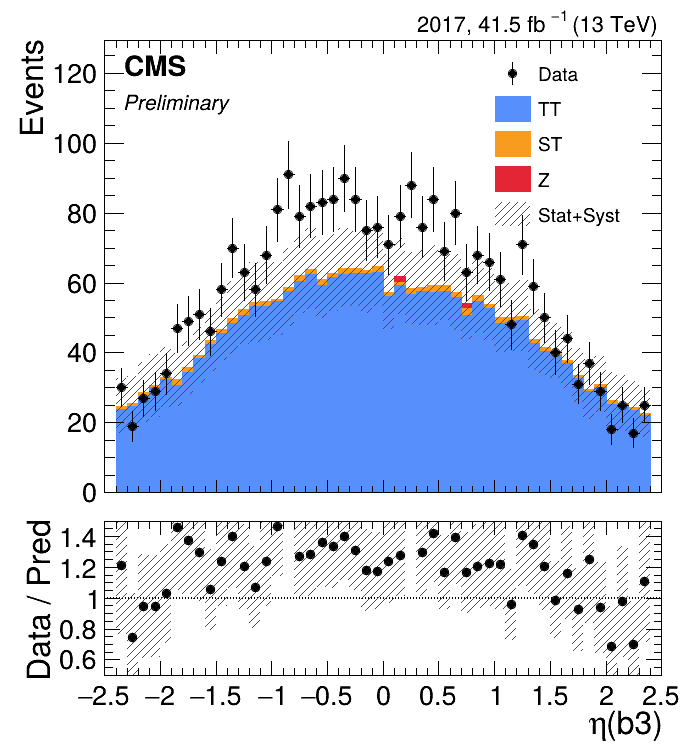 2017, 41.5 fb⁻¹ (13 TeV)
Events
CMS
Preliminary
Data
TT
ST
Z
Stat+Syst
120
100
80
60
40
20
0
Data / Pred
1.4
1.2
1
0.8
0.6
−2.5 −2 −1.5 −1 −0.5 0 0.5 1 1.5 2 2.5
η(b3)